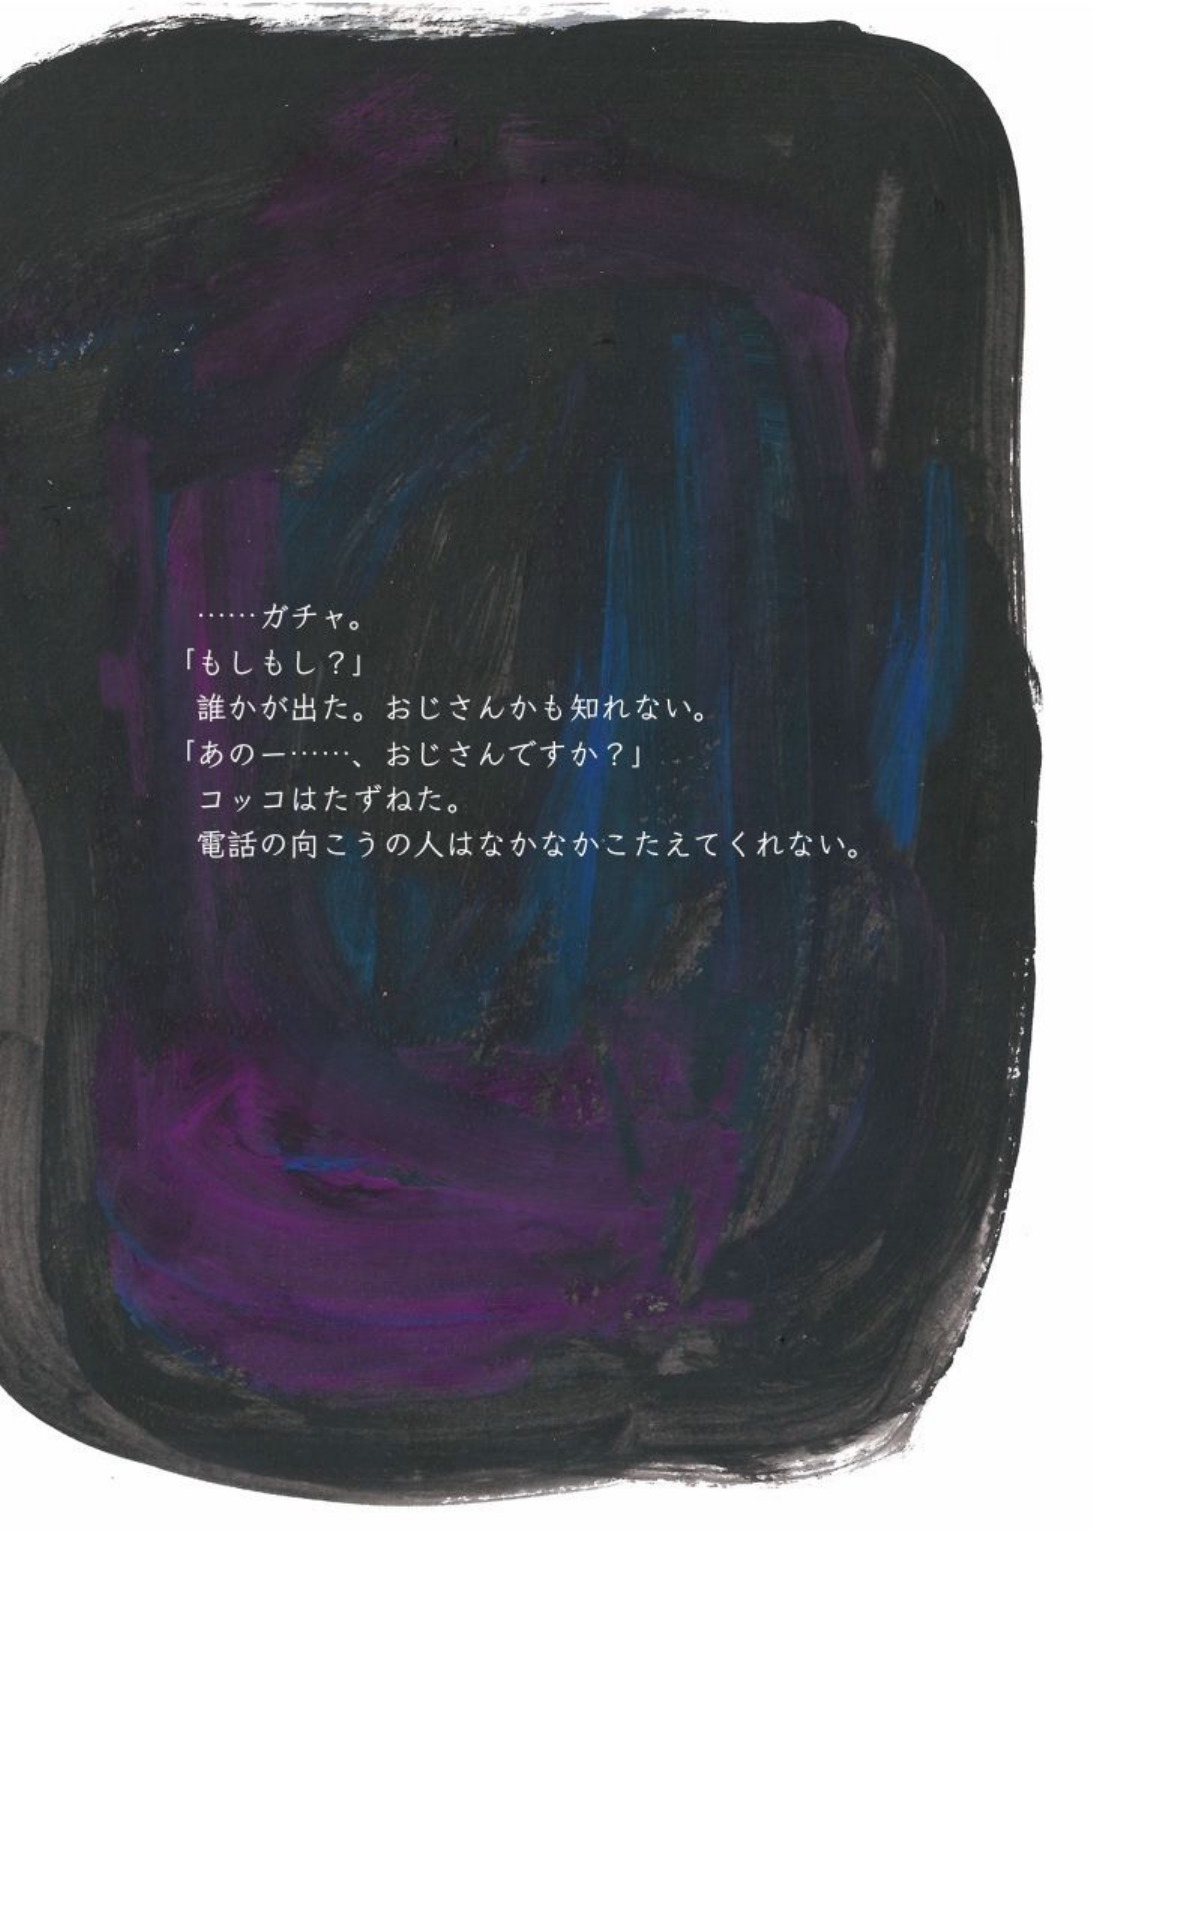 ……ガチャ。
「もしもし？」
誰かが出た。おじさんかも知れない。
「あのー……、おじさんですか？」
コッコはたずねた。
電話の向こうの人はなかなかこたえてくれない。